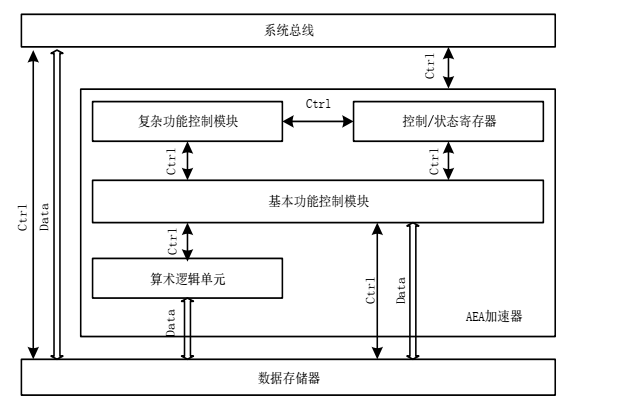 系统总线
Ctrl
Ctrl
复杂功能控制模块
控制/状态寄存器
Ctrl
Ctrl
基本功能控制模块
Ctrl
Data
Ctrl
算术逻辑单元
Ctrl
Data
Data
AEA加速器
数据存储器